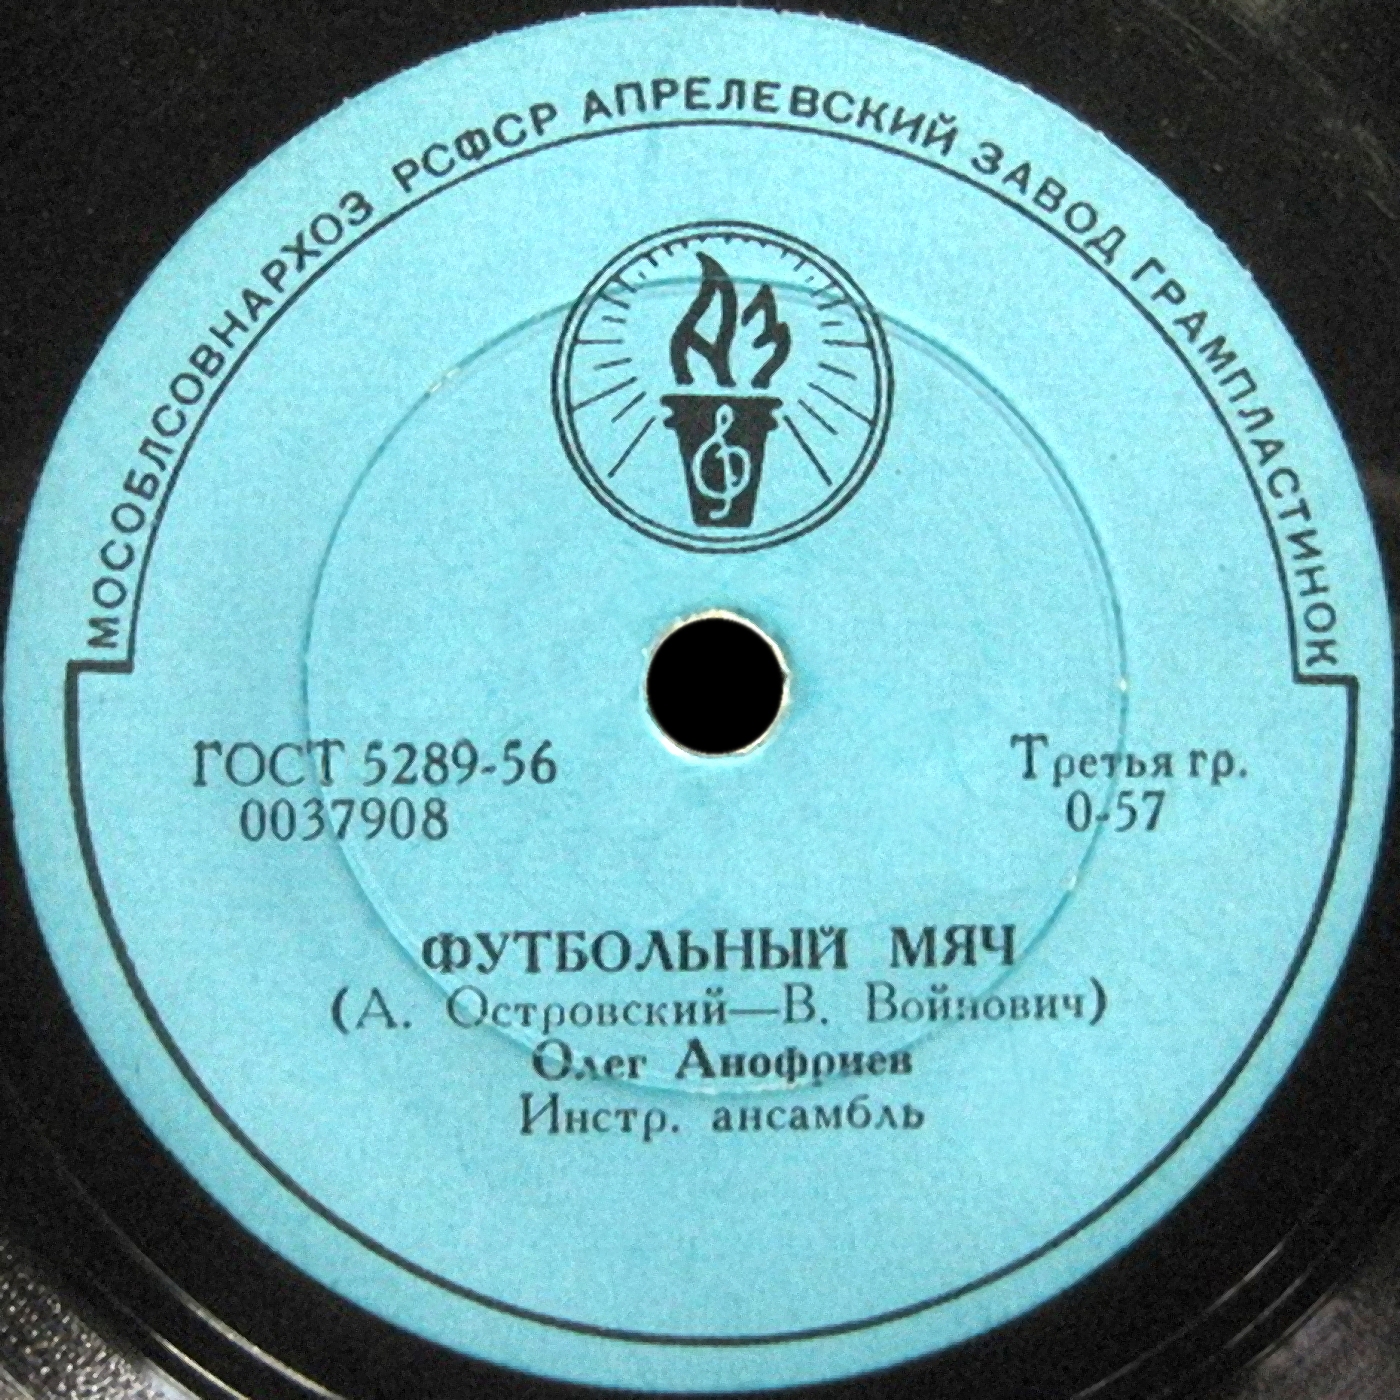 МОСОБЛСОВНАРХОЗ РСФСР АПРЕЛЕВСКИЙ ЗАВОД ГРАМПЛАСТИНОК
АЗ
ГОСТ 5289-56
0037908
Третья гр.
0-57
ФУТБОЛЬНЫЙ МЯЧ
(А. Островский—В. Войнович)
Олег Анофриев
Инстр. ансамбль